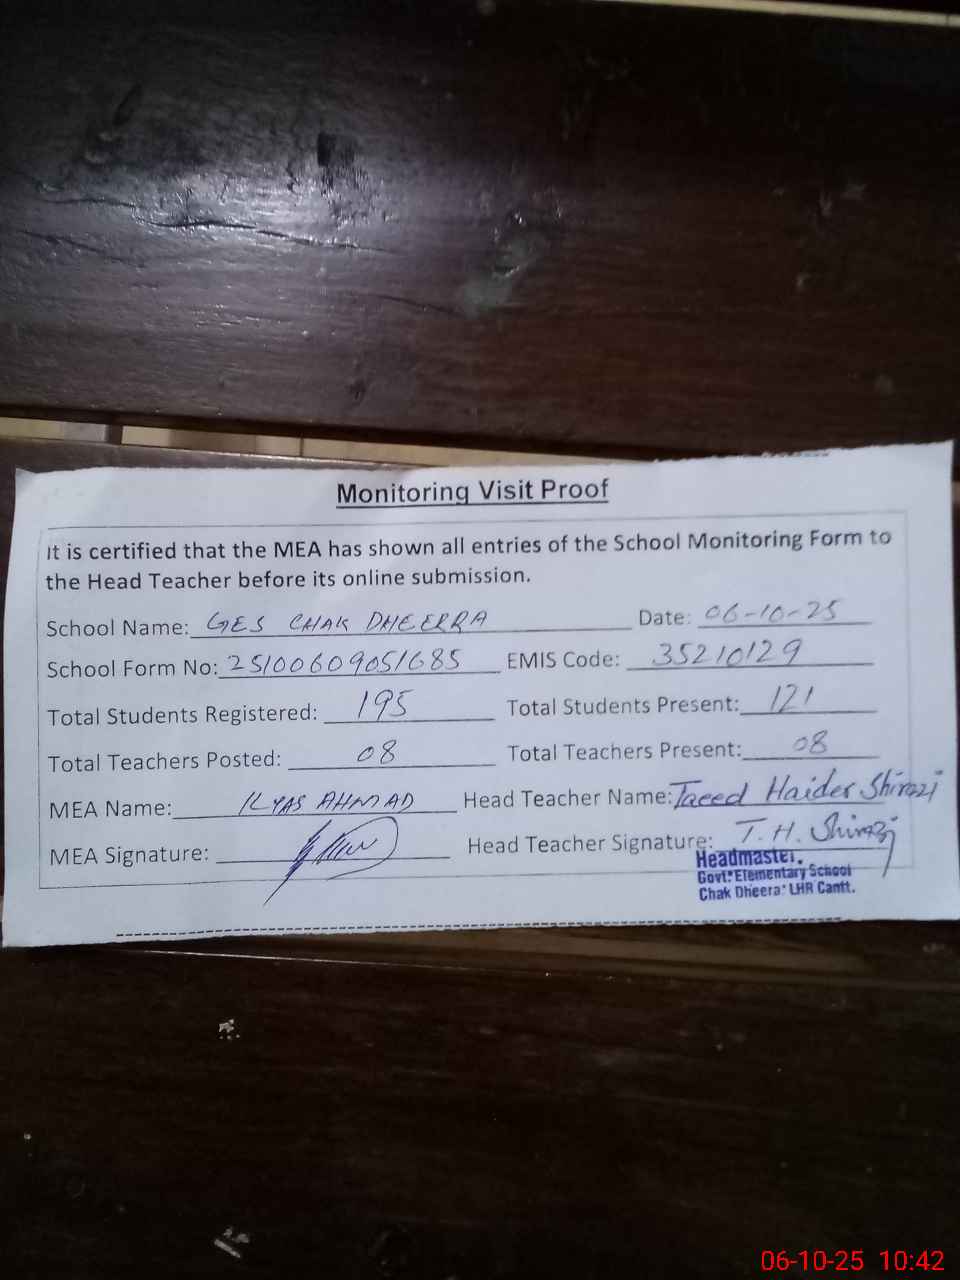 Monitoring Visit Proof
It is certified that the MEA has shown all entries of the School Monitoring Form to
the Head Teacher before its online submission.
School Name: GES CHAK DHEERRA Date: 06-10-25
School Form No: 25100609051685 EMIS Code: 35210129
Total Students Registered: 195 Total Students Present: 121
Total Teachers Posted: 08 Total Teachers Present: 08
MEA Name: ILYAS AHMAD Head Teacher Name: Taeed Haider Shirazi
MEA Signature: Head Teacher Signature: T.H. Shirazi
Headmaster.
Govt: Elementary School
Chak Dheera: LHR Cantt.
06-10-25 10:42